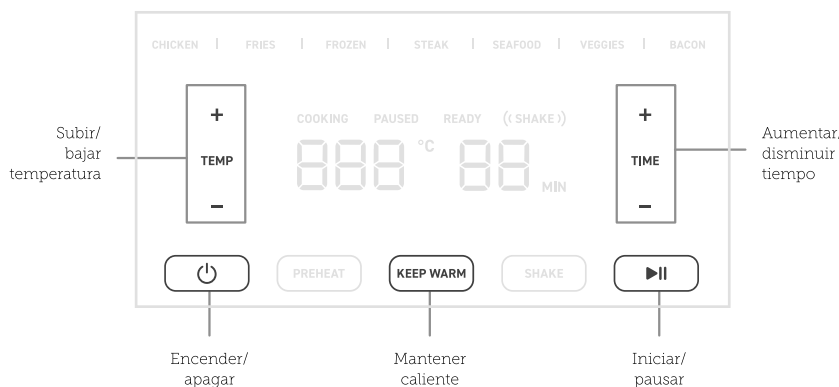 CHICKEN | FRIES | FROZEN | STEAK | SEAFOOD | VEGGIES | BACON
+
TEMP
−
COOKING PAUSED READY ((SHAKE))
888 °C 88 MIN
+
TIME
−
Subir/
bajar
temperatura
Aumentar/
disminuir
tiempo
PREHEAT
KEEP WARM
SHAKE
Encender/
apagar
Mantener
caliente
Iniciar/
pausar